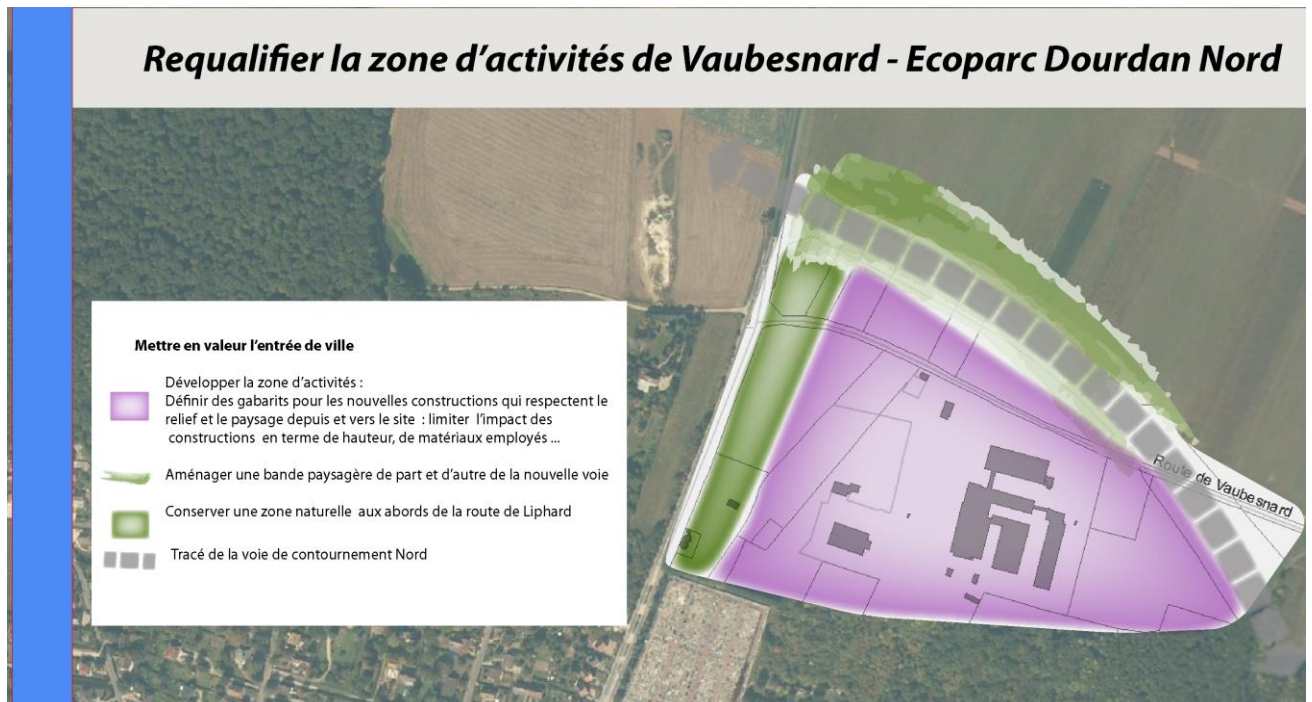 Requalifier la zone d'activités de Vaubesnard - Ecoparc Dourdan Nord
Mettre en valeur l'entrée de ville
Développer la zone d'activités :
Définir des gabarits pour les nouvelles constructions qui respectent le
relief et le paysage depuis et vers le site : limiter l'impact des
constructions en terme de hauteur, de matériaux employés ...
Aménager une bande paysagère de part et d'autre de la nouvelle voie
Conserver une zone naturelle aux abords de la route de Liphard
Tracé de la voie de contournement Nord
Route de Vaubesnard